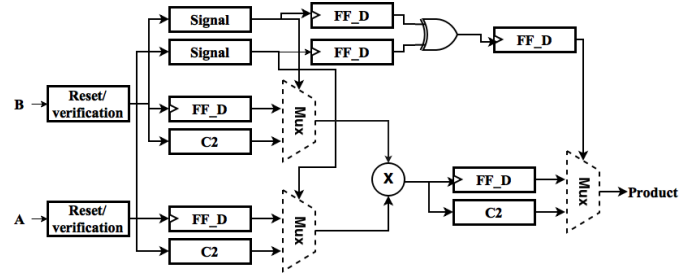 Signal
FF_D
FF_D
Signal
FF_D
B
Reset/
verification
FF_D
Mux
C2
X
FF_D
Mux
Product
A
Reset/
verification
FF_D
Mux
C2
C2